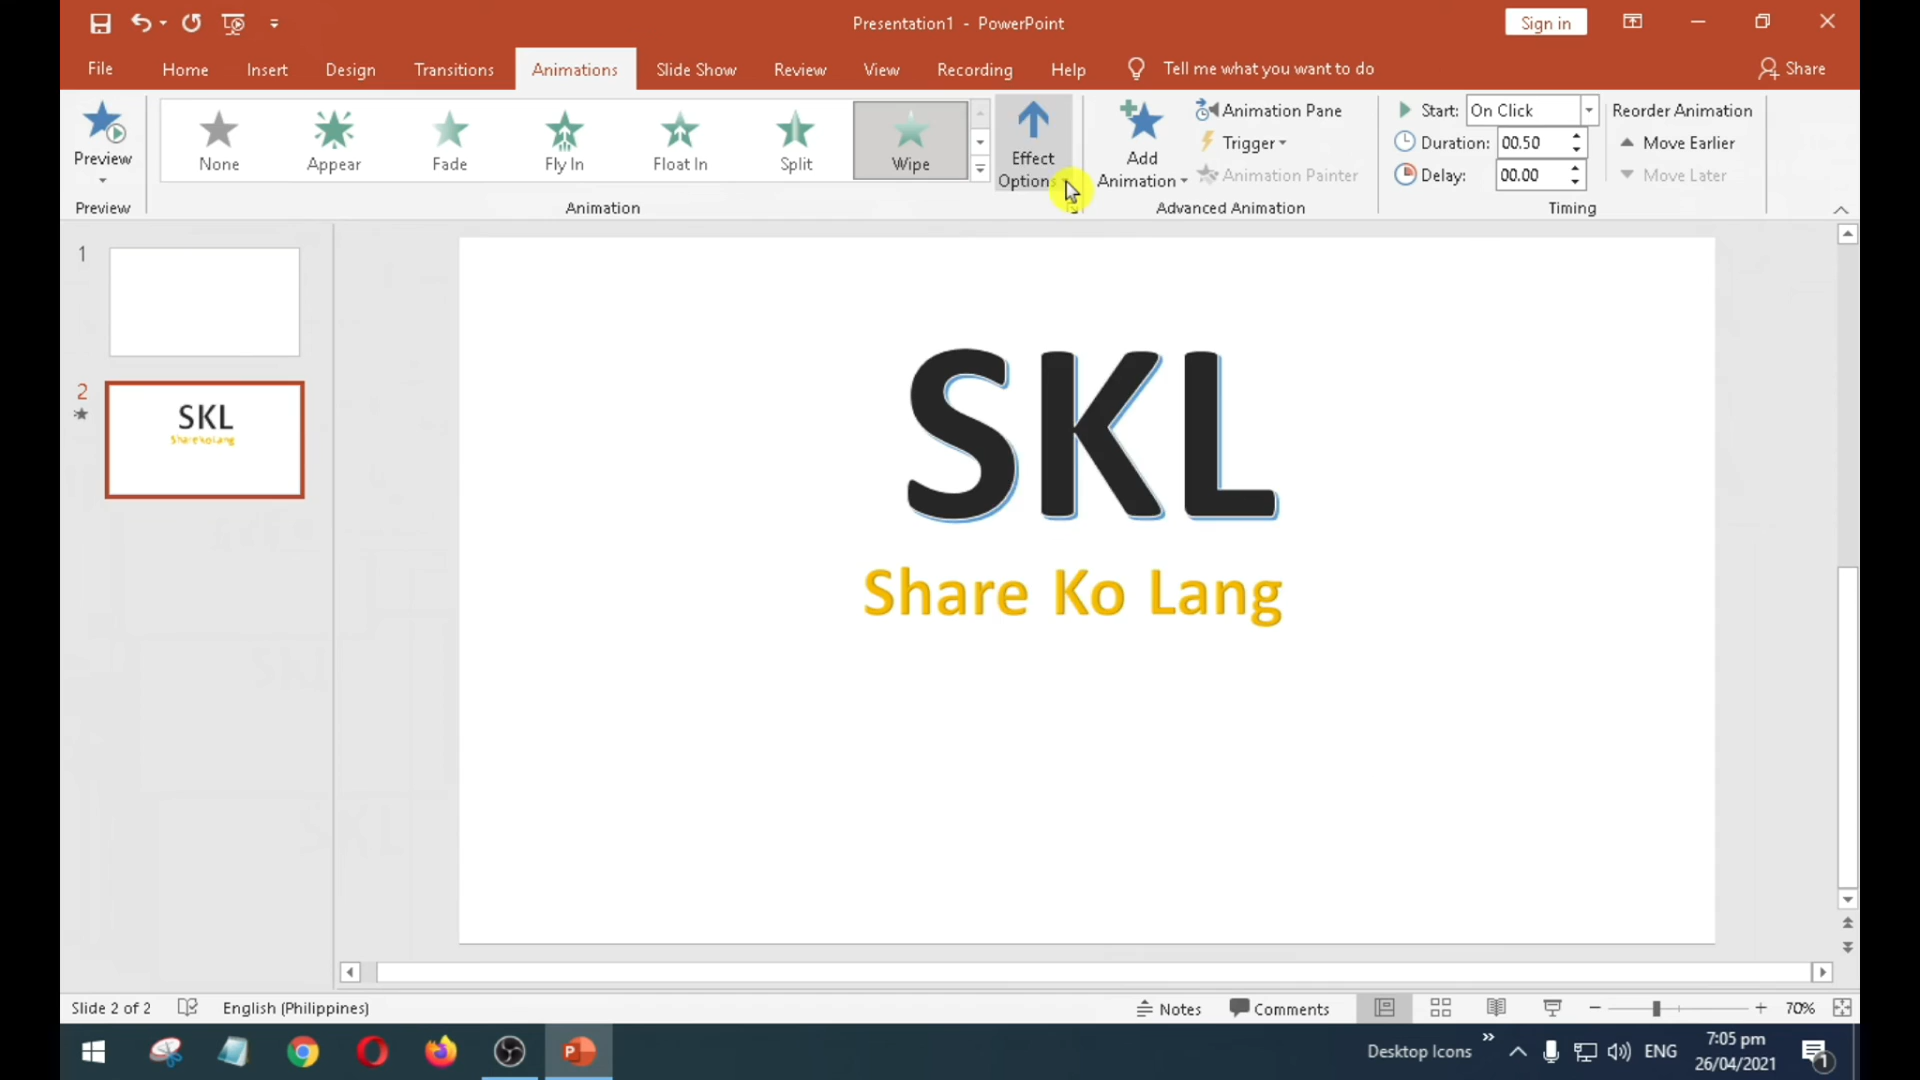 Presentation1 - PowerPoint
Sign in
File Home Insert Design Transitions Animations Slide Show Review View Recording Help Tell me what you want to do Share
Preview
Preview
None Appear Fade Fly In Float In Split Wipe
Animation
Effect Options
Add Animation
Animation Pane
Trigger
Animation Painter
Advanced Animation
Start: On Click
Duration: 00.50
Delay: 00.00
Timing
Reorder Animation
Move Earlier
Move Later
1
2
SKL
Share Ko Lang
SKL
Share Ko Lang
Slide 2 of 2 English (Philippines) Notes Comments 70%
Desktop Icons ENG
7:05 pm
26/04/2021
1